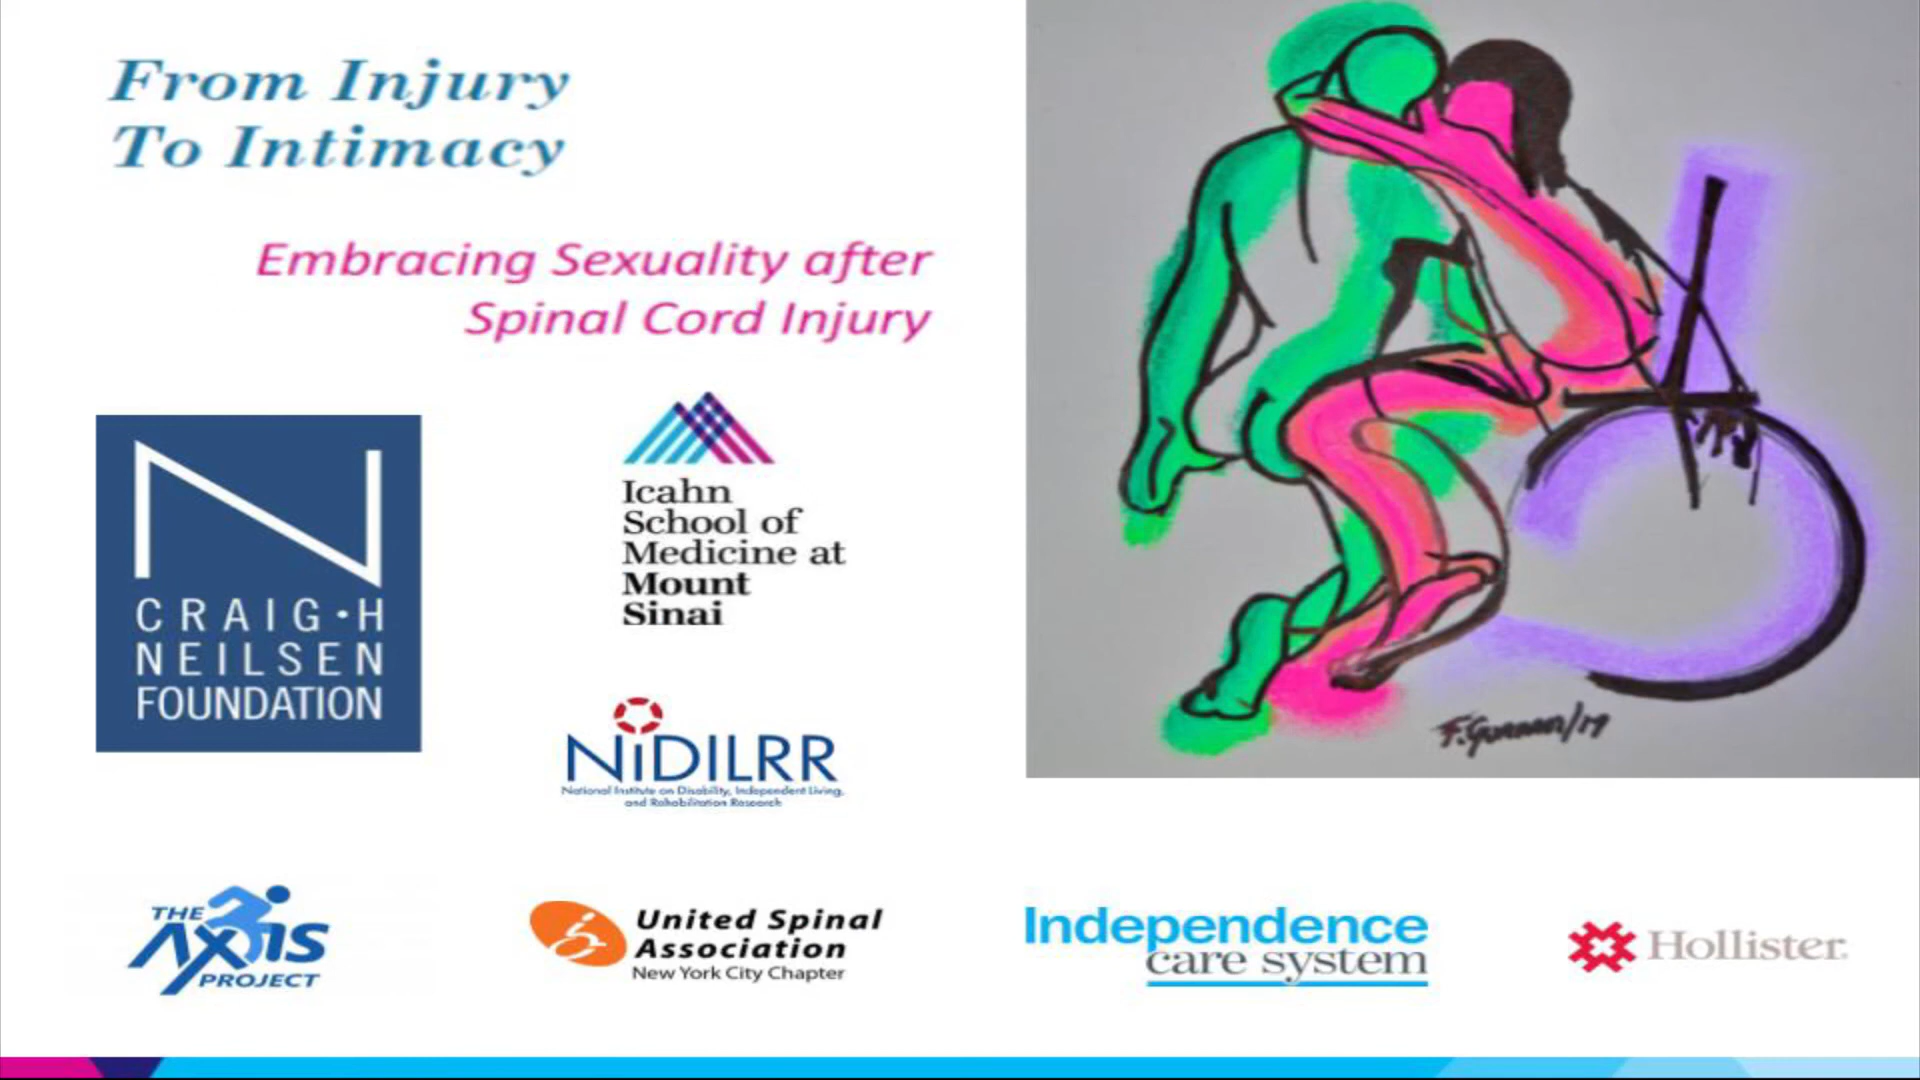 From Injury
To Intimacy
Embracing Sexuality after
Spinal Cord Injury
CRAIG•H
NEILSEN
FOUNDATION
Icahn
School of
Medicine at
Mount
Sinai
NiDILRR
National Institute on Disability, Independent Living,
and Rehabilitation Research
THE
AXIS
PROJECT
United Spinal
Association
New York City Chapter
Independence
care system
Hollister